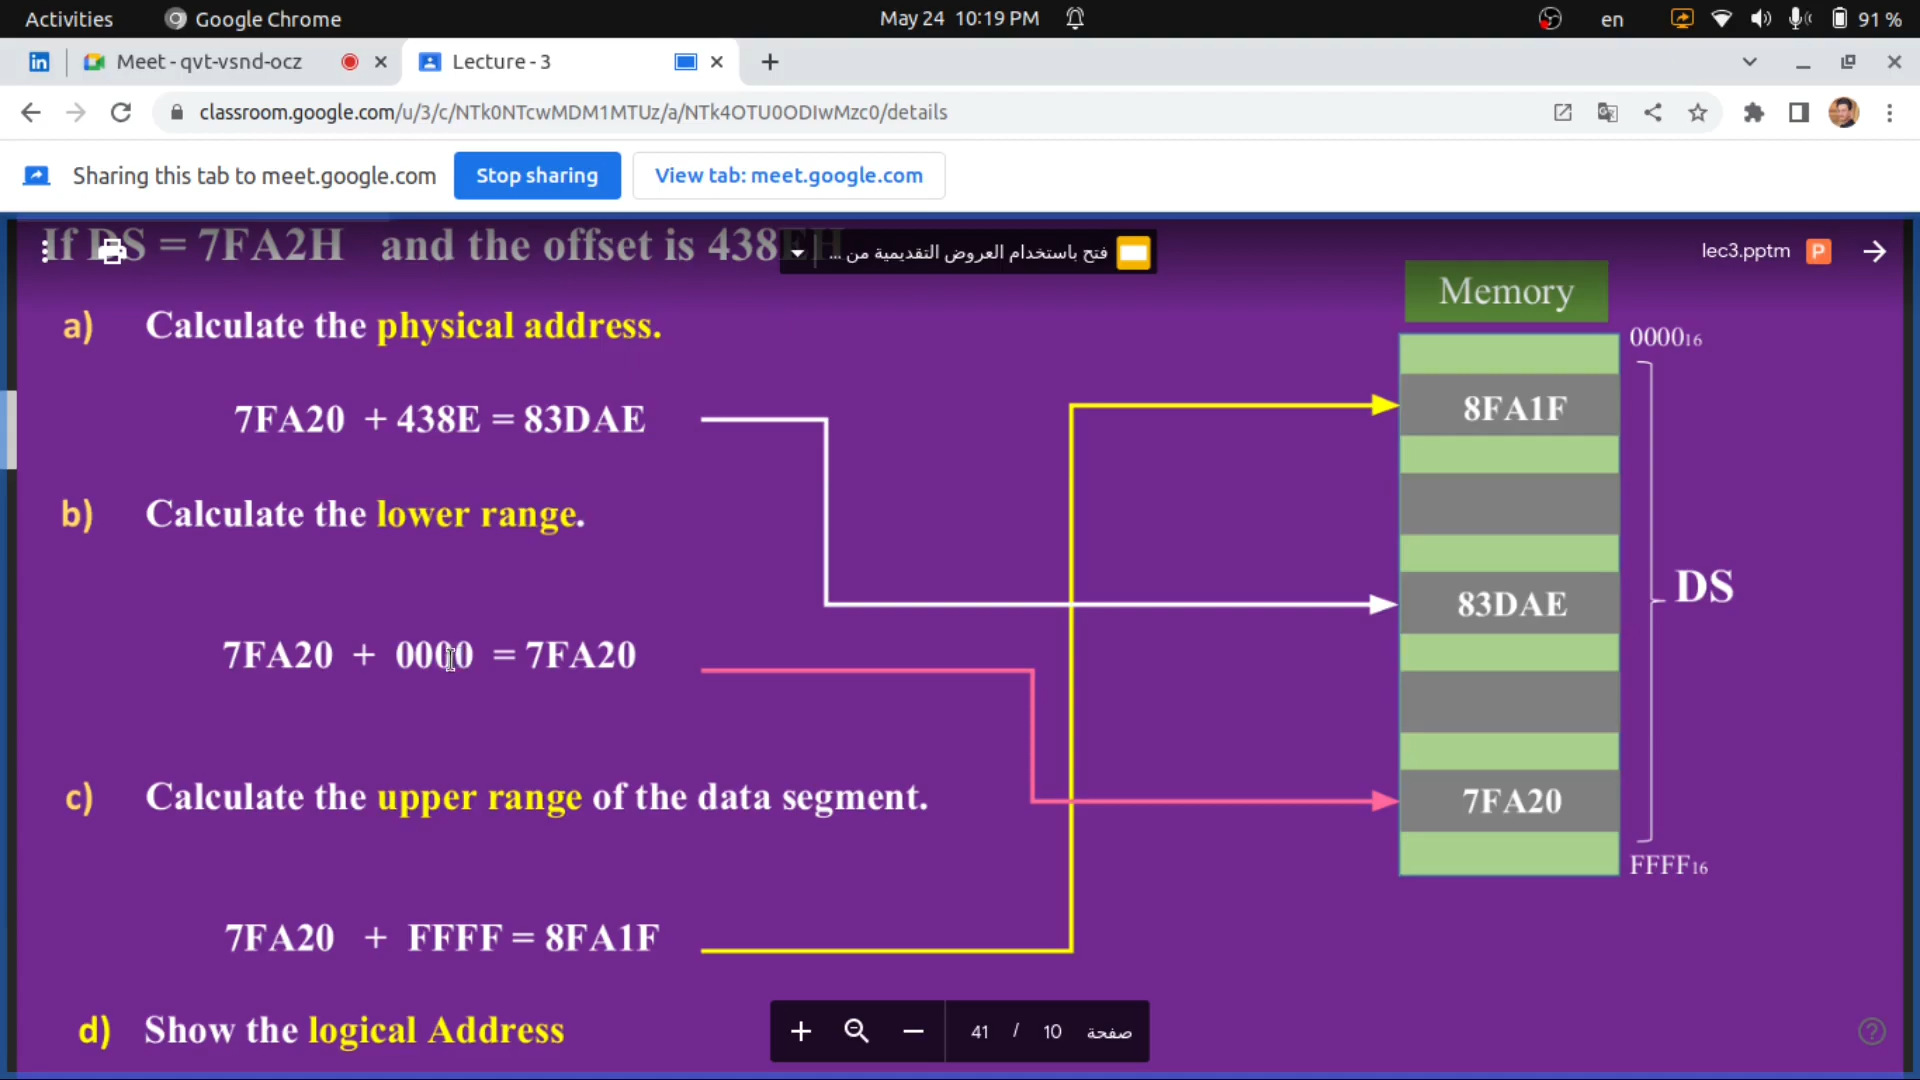 Activities
Google Chrome
May 24 10:19 PM
en
91 %
in
Meet - qvt-vsnd-ocz
Lecture - 3
classroom.google.com/u/3/c/NTk0NTcwMDM1MTUz/a/NTk4OTU0ODIwMzc0/details
Sharing this tab to meet.google.com
Stop sharing
View tab: meet.google.com
If DS = 7FA2H and the offset is 438EH
فتح باستخدام العروض التقديمية من ...
lec3.pptm
P
Memory
0000₁₆
a) Calculate the physical address.
7FA20 + 438E = 83DAE
8FA1F
b) Calculate the lower range.
83DAE
DS
7FA20 + 0000 = 7FA20
c) Calculate the upper range of the data segment.
7FA20
FFFF₁₆
7FA20 + FFFF = 8FA1F
d) Show the logical Address
صفحة 10 / 41